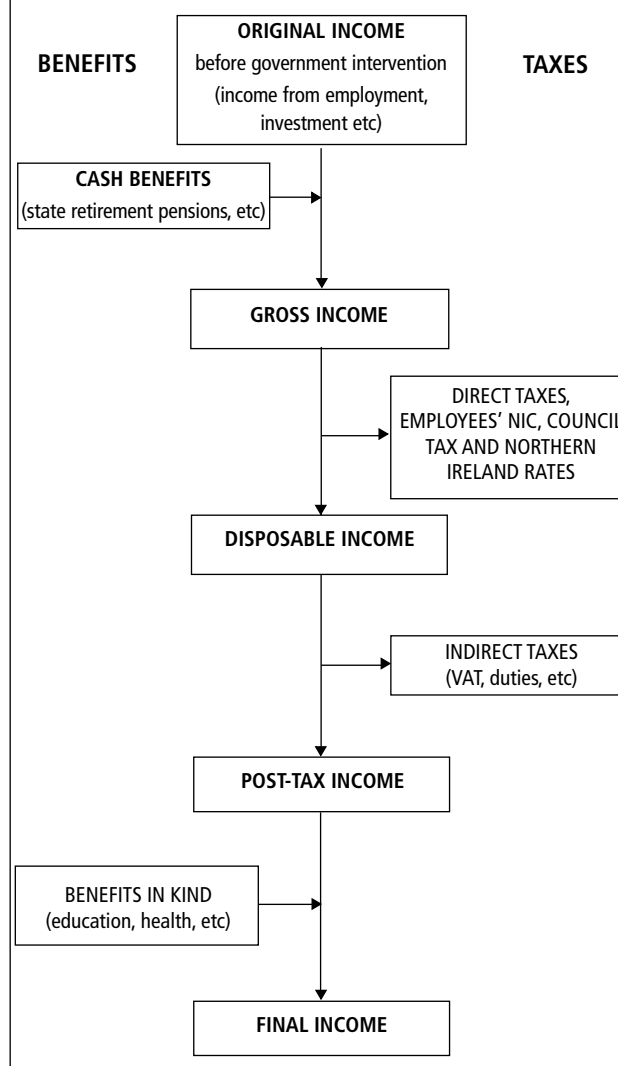 BENEFITS
ORIGINAL INCOME
before government intervention
(income from employment,
investment etc)
TAXES
CASH BENEFITS
(state retirement pensions, etc)
GROSS INCOME
DIRECT TAXES,
EMPLOYEES’ NIC, COUNCIL
TAX AND NORTHERN
IRELAND RATES
DISPOSABLE INCOME
INDIRECT TAXES
(VAT, duties, etc)
POST-TAX INCOME
BENEFITS IN KIND
(education, health, etc)
FINAL INCOME